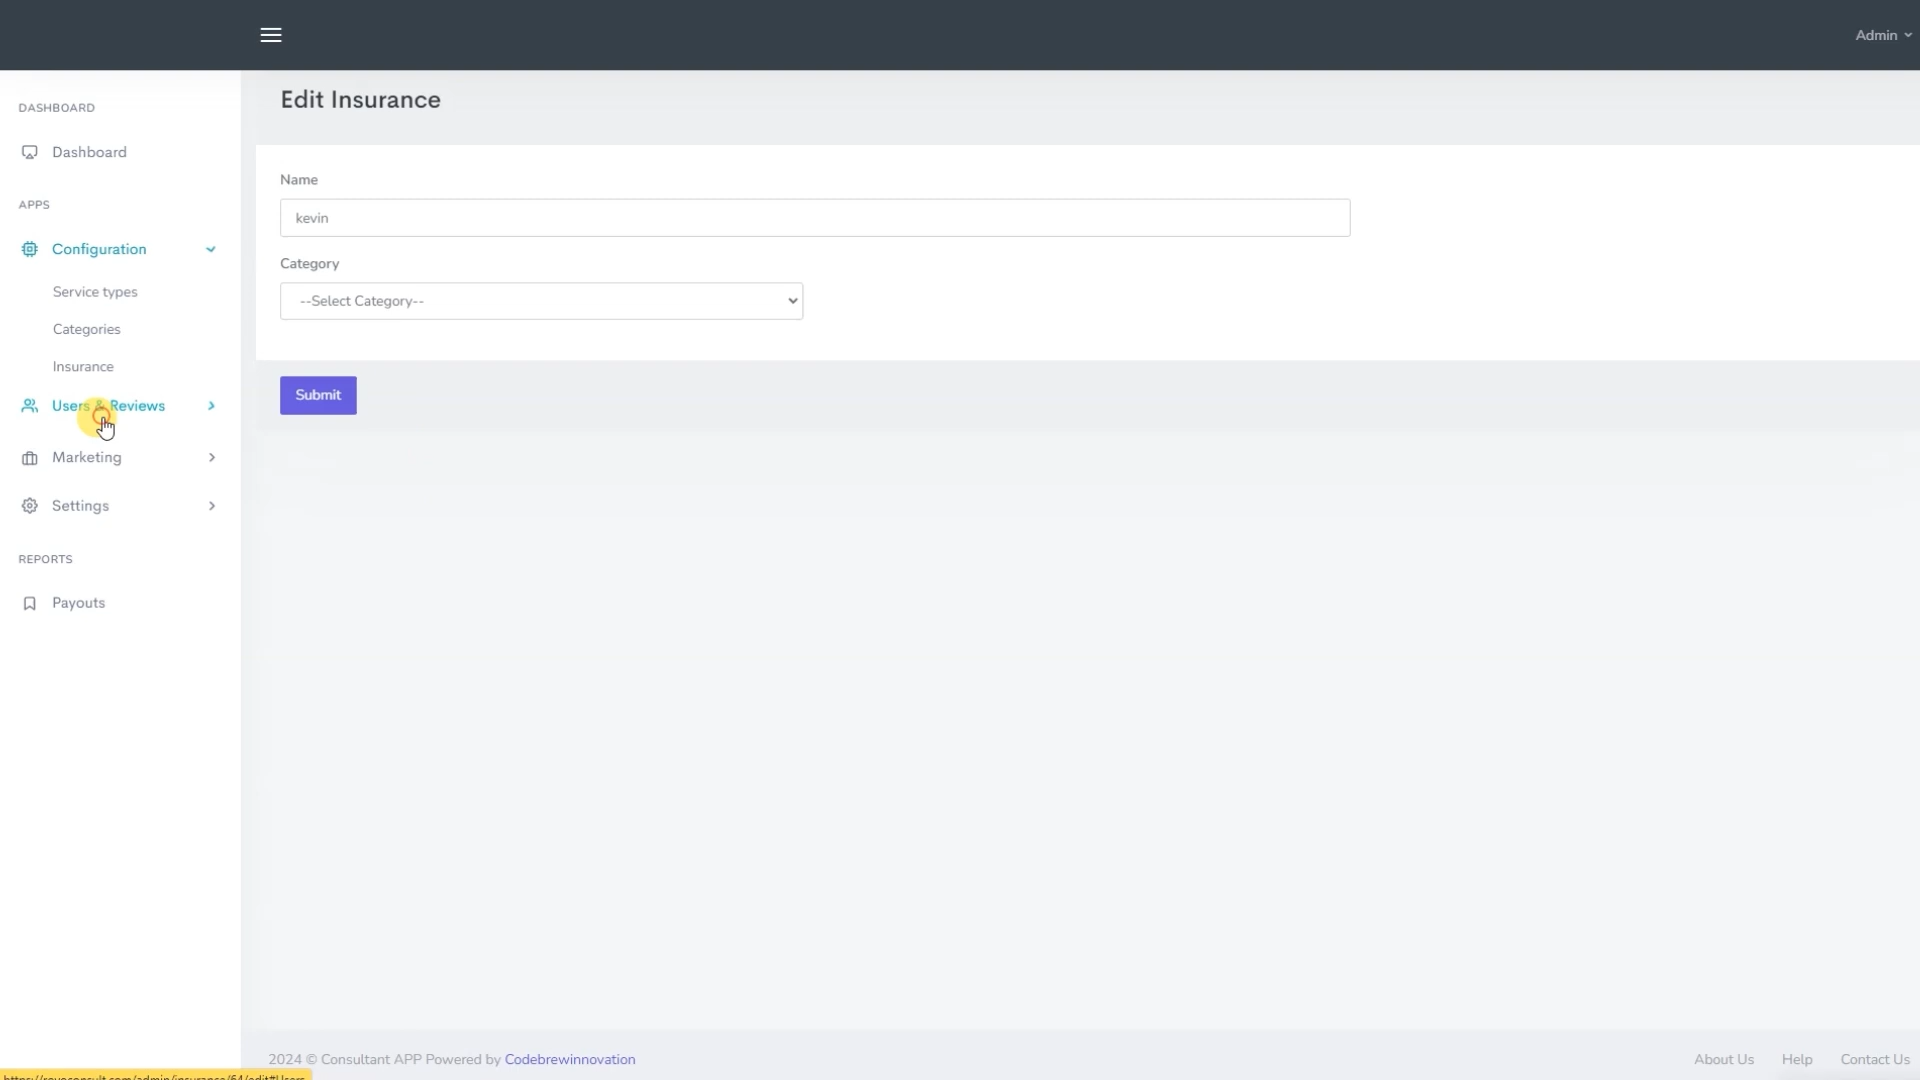 Admin
DASHBOARD
Dashboard
APPS
Configuration
Service types
Categories
Insurance
Users & Reviews
Marketing
Settings
REPORTS
Payouts
Edit Insurance
Name
kevin
Category
--Select Category--
Submit
2024 © Consultant APP Powered by Codebrewinnovation
About Us Help Contact Us